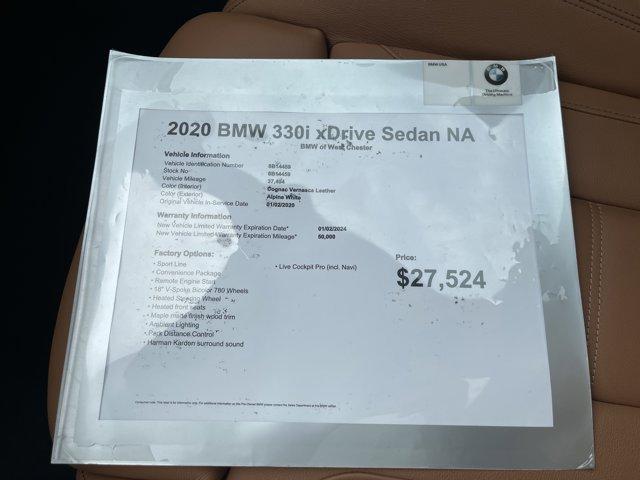 BMW USA
BMW
The Ultimate
Driving Machine
2020 BMW 330i xDrive Sedan NA
BMW of West Chester
Vehicle Information
Vehicle Identification Number
Stock No
Vehicle Mileage 37,484
Color (Interior) Cognac Vernasca Leather
Color (Exterior) Alpine White
Original Vehicle In-Service Date 01/02/2020
Warranty Information
New Vehicle Limited Warranty Expiration Date* 01/02/2024
New Vehicle Limited Warranty Expiration Mileage* 50,000
Factory Options:
• Sport Line
• Convenience Package
• Remote Engine Start
• 18" V-Spoke Bicolor 780 Wheels
• Heated Steering Wheel
• Heated front seats
• Maple made finish wood trim
• Ambient Lighting
• Park Distance Control
• Harman Kardon surround sound
• Live Cockpit Pro (incl. Navi)
Price:
$27,524